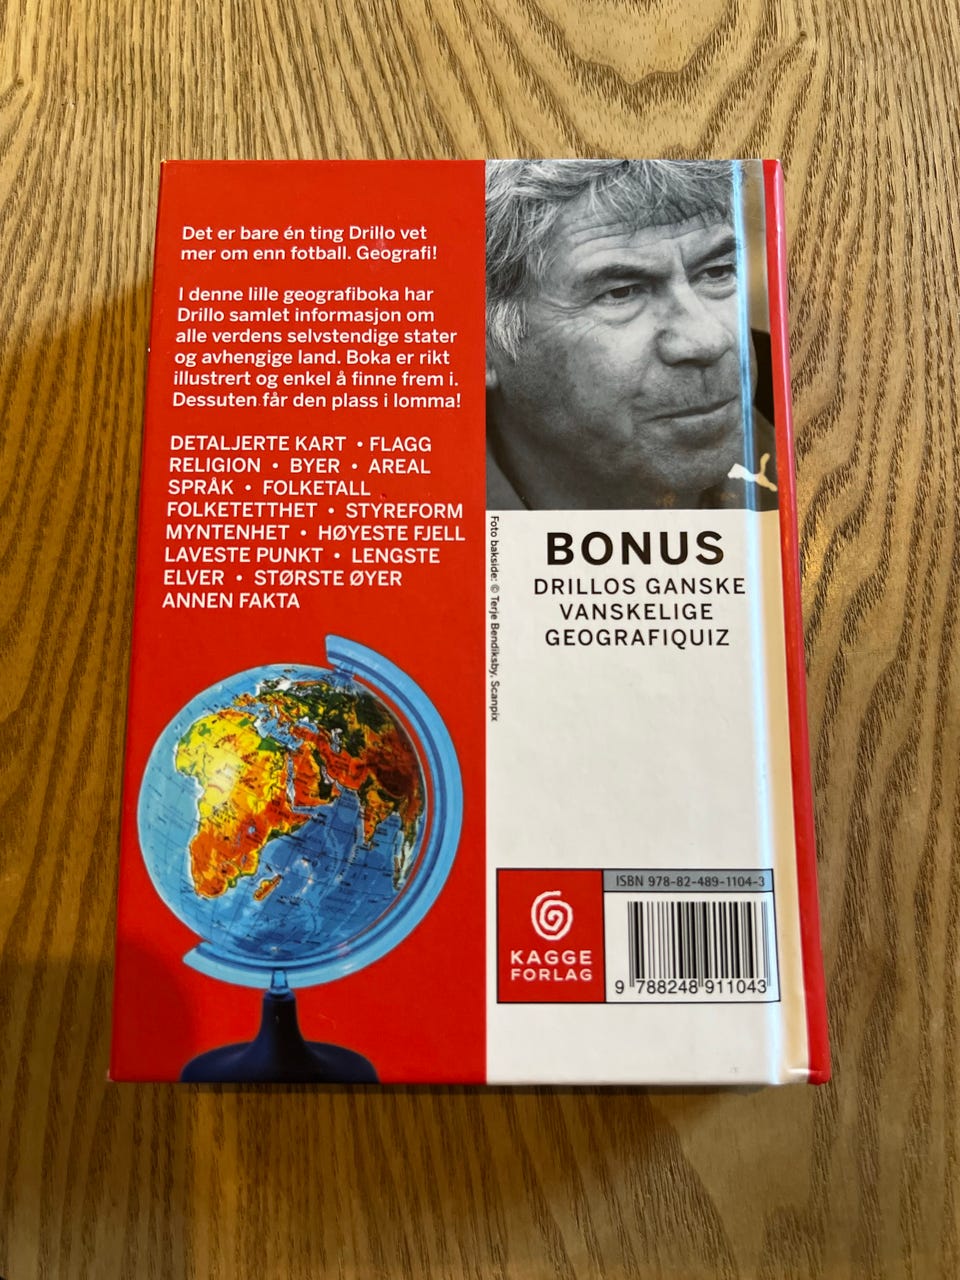 Det er bare én ting Drillo vet
mer om enn fotball. Geografi!
I denne lille geografiboka har
Drillo samlet informasjon om
alle verdens selvstendige stater
og avhengige land. Boka er rikt
illustrert og enkel å finne frem i.
Dessuten får den plass i lomma!
DETALJERTE KART • FLAGG
RELIGION • BYER • AREAL
SPRÅK • FOLKETALL
FOLKETETTHET • STYREFORM
MYNTENHET • HØYESTE FJELL
LAVESTE PUNKT • LENGSTE
ELVER • STØRSTE ØYER
ANNEN FAKTA
Foto bakside: © Terje Bendiksby, Scanpix
BONUS
DRILLOS GANSKE
VANSKELIGE
GEOGRAFIQUIZ
KAGGE
FORLAG
ISBN 978-82-489-1104-3
9 788248 911043